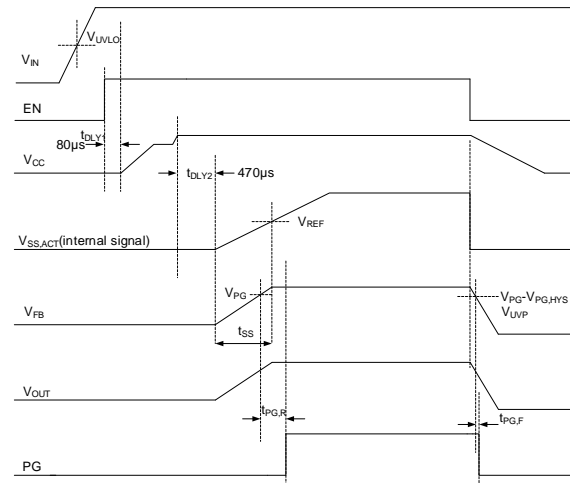 VUVLO
VIN
EN
tDLY1
80µs
VCC
tDLY2
470µs
VREF
VSS,ACT(internal signal)
VPG
VPG-VPG,HYS
VUVP
VFB
tSS
VOUT
tPG,R
tPG,F
PG